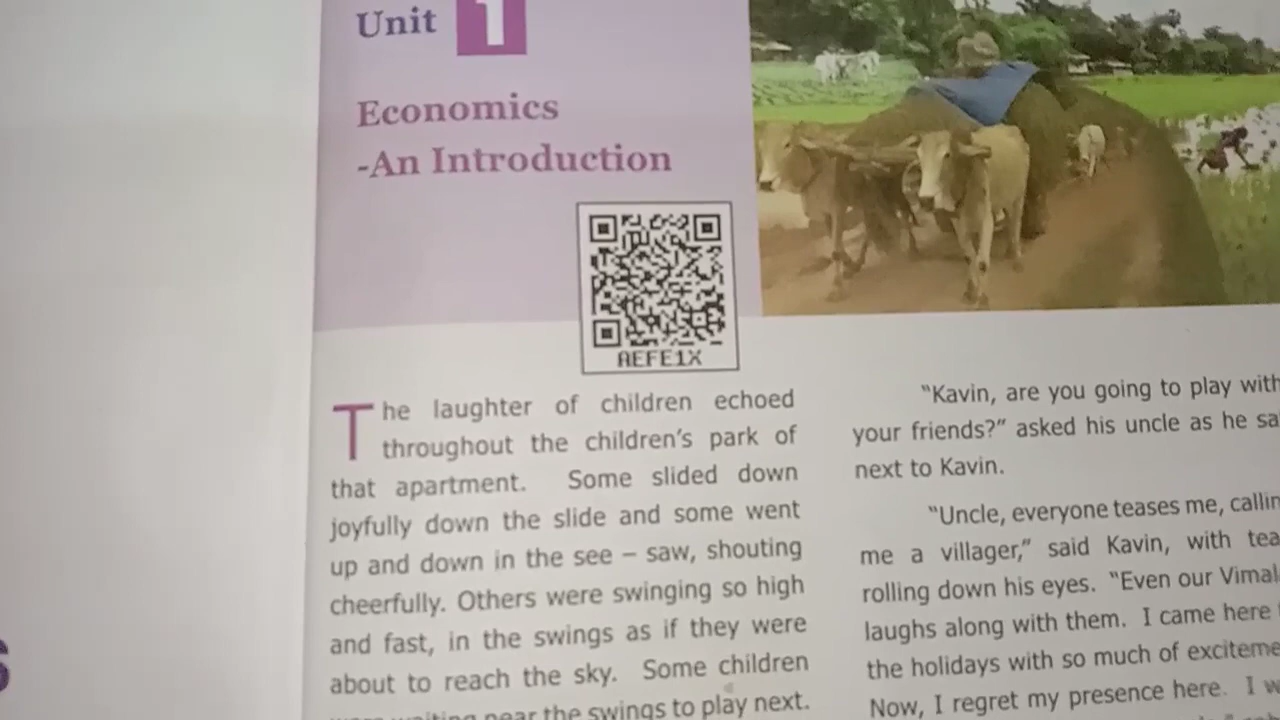 Unit 1
Economics
-An Introduction
AEFE1X
The laughter of children echoed
throughout the children's park of
that apartment. Some slided down
joyfully down the slide and some went
up and down in the see – saw, shouting
cheerfully. Others were swinging so high
and fast, in the swings as if they were
about to reach the sky. Some children
near the swings to play next.
"Kavin, are you going to play with
your friends?" asked his uncle as he
next to Kavin.
"Uncle, everyone teases me,
me a villager," said Kavin, with
rolling down his eyes. "Even our
laughs along with them. I came here
the holidays with so much of
Now, I regret my presence here. I